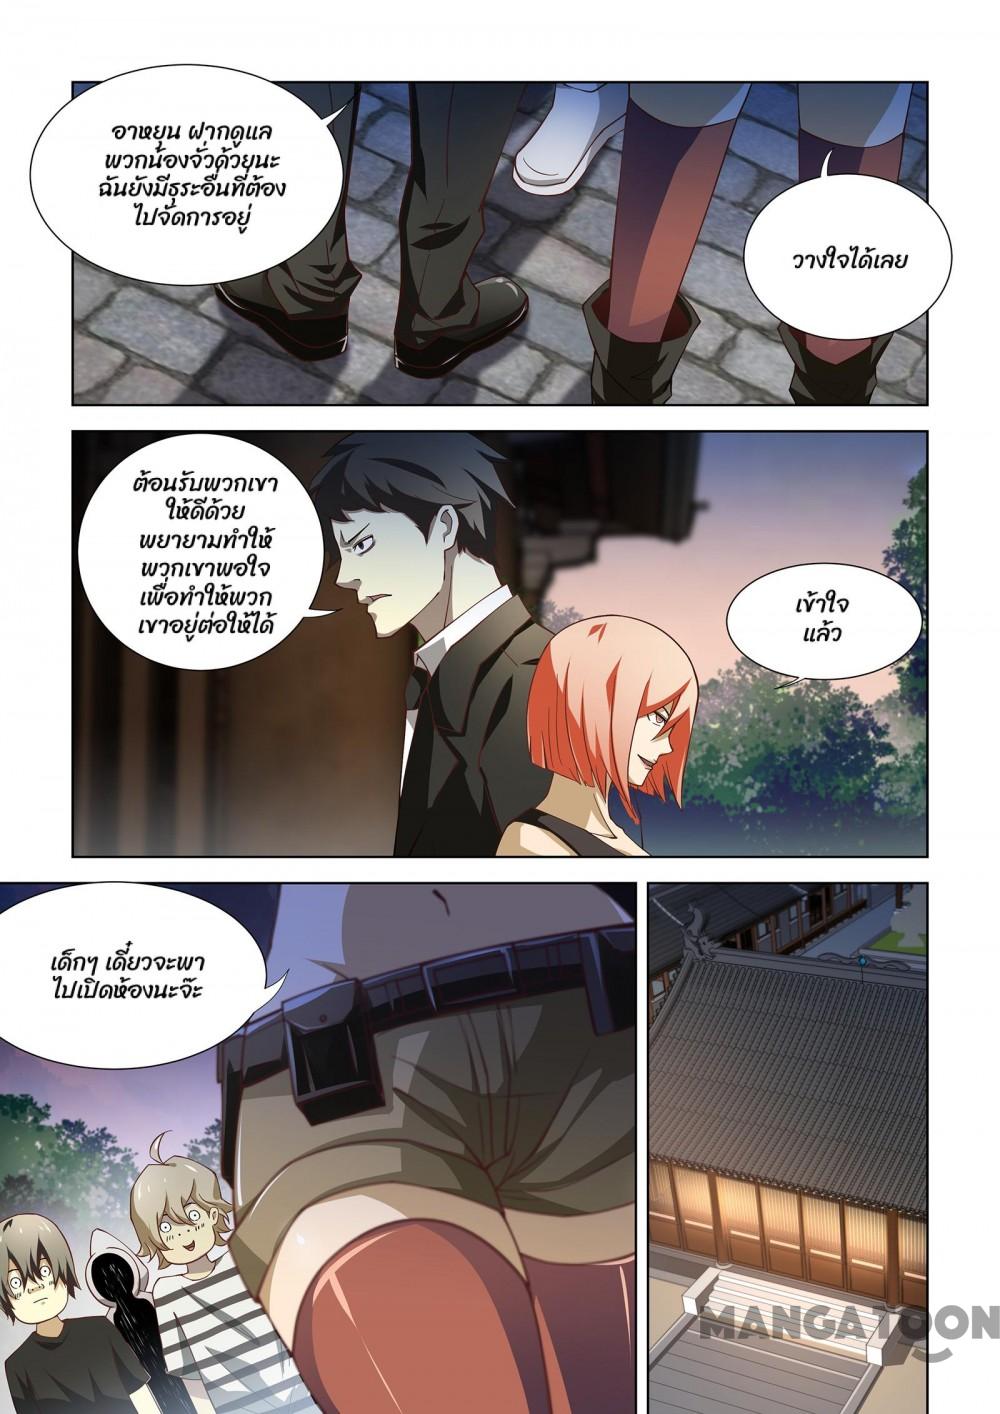 อาหยุน ฝากดูแล
พวกน้องจั่วด้วยนะ
ฉันยังมีธุระอื่นที่ต้อง
ไปจัดการอยู่
วางใจได้เลย
ต้อนรับพวกเขา
ให้ดีด้วย
พยายามทำให้
พวกเขาพอใจ
เพื่อทำให้พวก
เขาอยู่ต่อให้ได้
เข้าใจ
แล้ว
เด็กๆ เดี๋ยวจะพา
ไปเปิดห้องนะจ๊ะ
MANGATOON